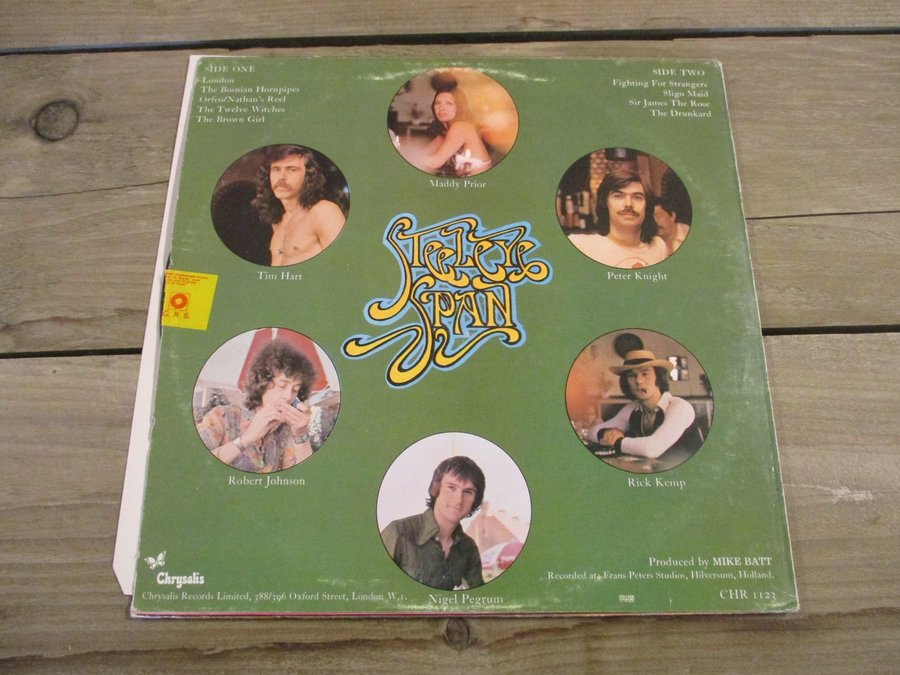 SIDE ONE
London
The Bosnian Hornpipes
Orfeo/Nathan's Reel
The Twelve Witches
The Brown Girl
SIDE TWO
Fighting For Strangers
Sligo Maid
Sir James The Rose
The Drunkard
Maddy Prior
Tim Hart
Peter Knight
STEELEYE
SPAN
G. R. S.
Robert Johnson
Rick Kemp
Nigel Pegrum
Chrysalis
Chrysalis Records Limited, 388/396 Oxford Street, London W.1.
Produced by MIKE BATT
Recorded at: Frans Peters Studios, Hilversum, Holland.
CHR 1123